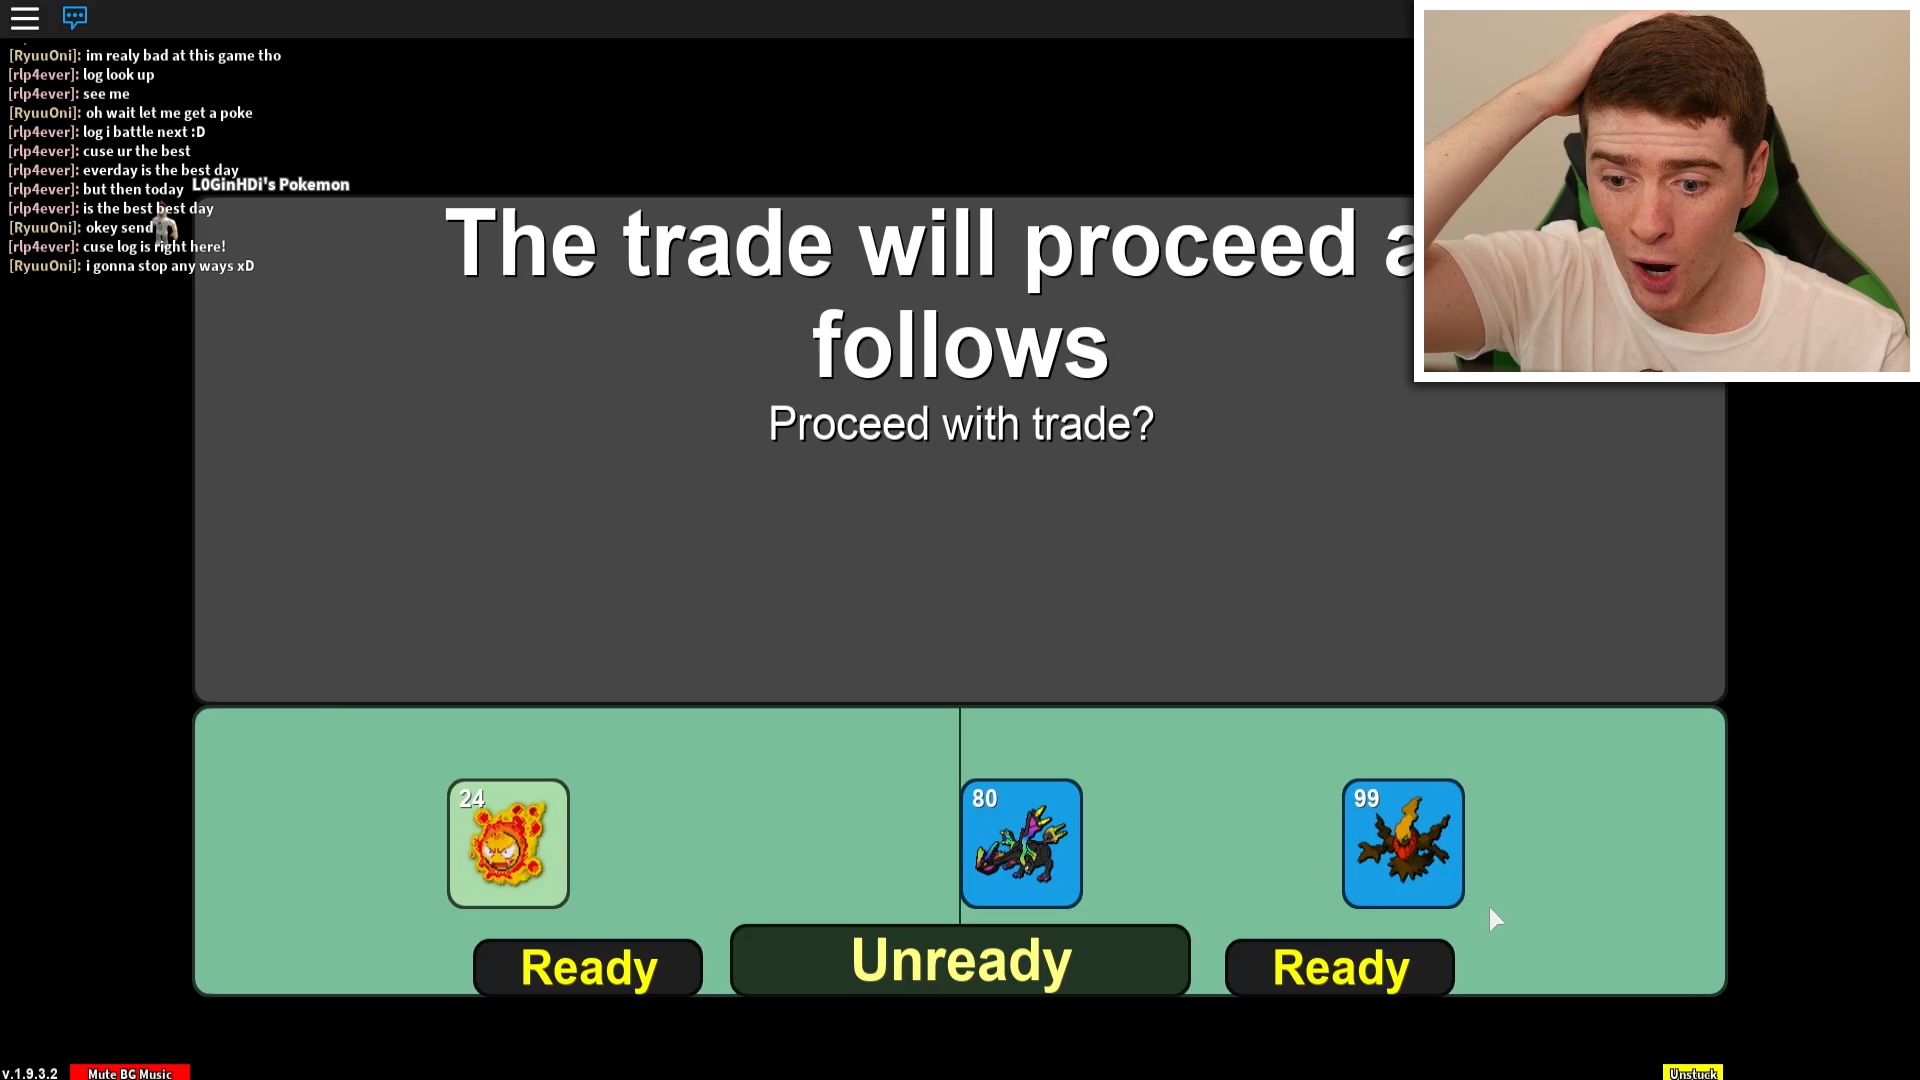 [RyuuOni]: im realy bad at this game tho
[rlp4ever]: log look up
[rlp4ever]: see me
[RyuuOni]: oh wait let me get a poke
[rlp4ever]: log i battle next :D
[rlp4ever]: cuse ur the best
[rlp4ever]: everday is the best day
[rlp4ever]: but then today
L0GinHDi's Pokemon
[rlp4ever]: is the best best day
[RyuuOni]: okey send
[rlp4ever]: cuse log is right here!
[RyuuOni]: i gonna stop any ways xD
The trade will proceed a
follows
Proceed with trade?
24
80
99
Ready
Unready
Ready
v.1.9.3.2
Mute BG Music
Unstuck